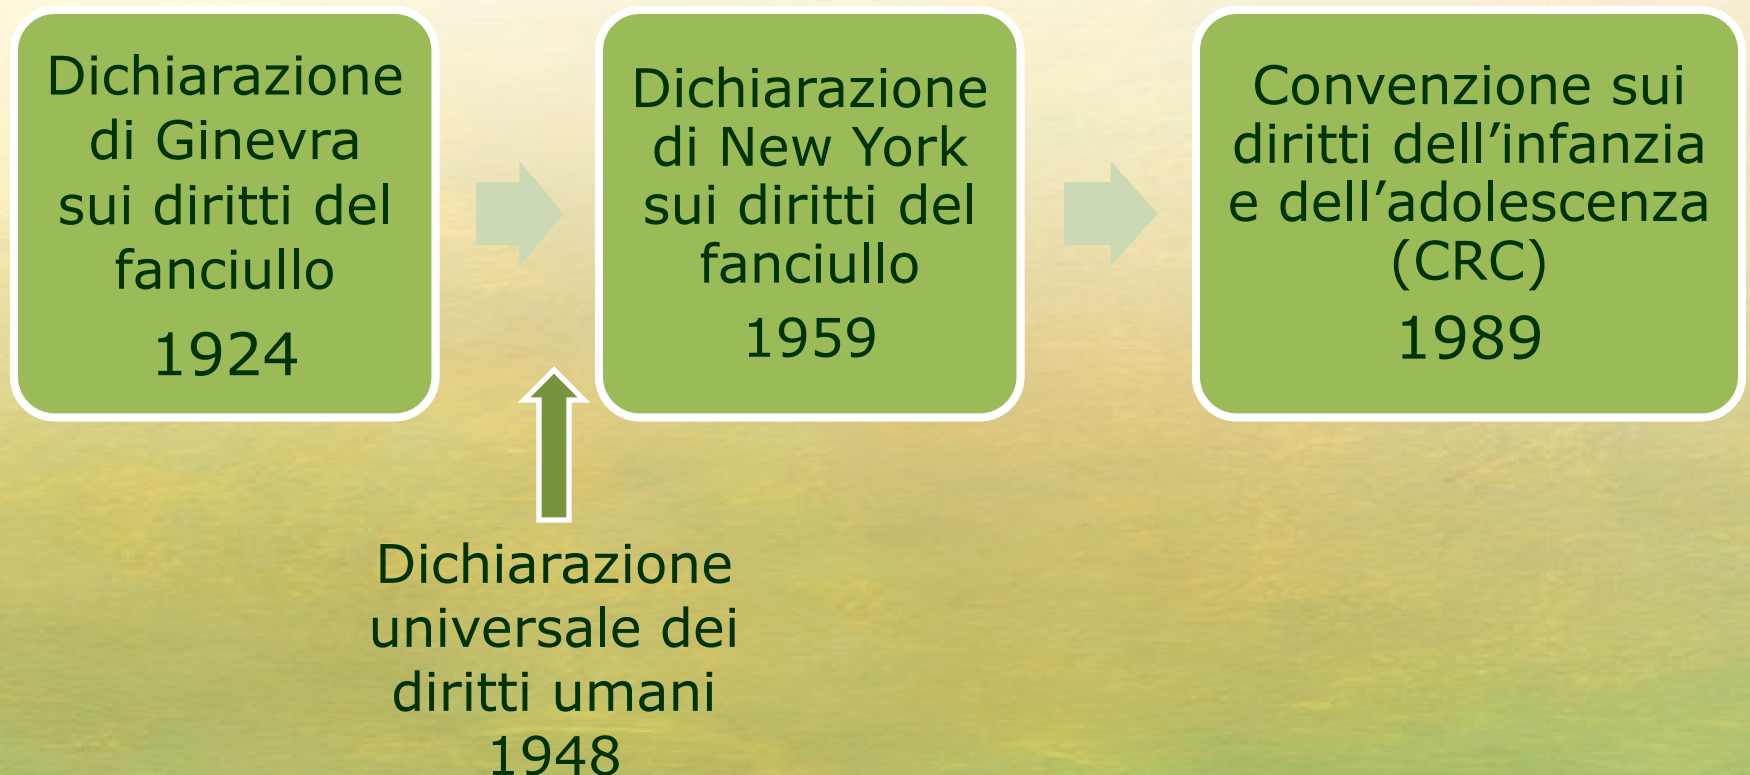 Dichiarazione
di Ginevra
sui diritti del
fanciullo
1924
Dichiarazione
di New York
sui diritti del
fanciullo
1959
Convenzione sui
diritti dell’infanzia
e dell’adolescenza
(CRC)
1989
Dichiarazione
universale dei
diritti umani
1948